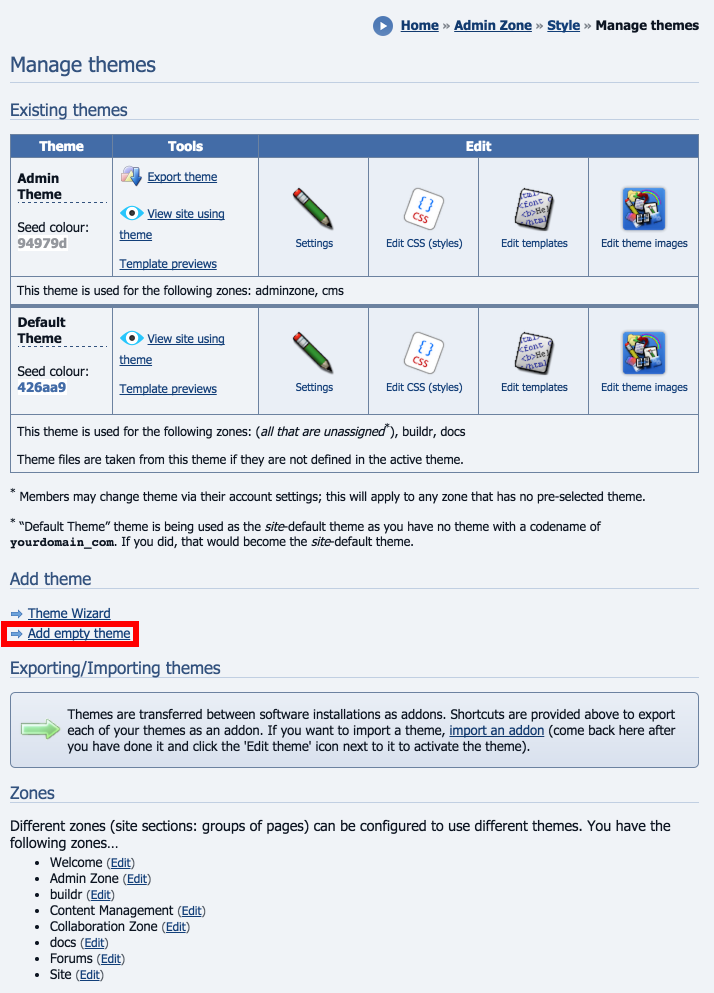 Home » Admin Zone » Style » Manage themes
Manage themes
Existing themes
Theme Tools Edit
Admin Theme
Seed colour:
94979d
Export theme
View site using theme
Template previews
Settings
Edit CSS (styles)
Edit templates
Edit theme images
This theme is used for the following zones: adminzone, cms
Default Theme
Seed colour:
426aa9
View site using theme
Template previews
Settings
Edit CSS (styles)
Edit templates
Edit theme images
This theme is used for the following zones: (all that are unassigned*), buildr, docs
Theme files are taken from this theme if they are not defined in the active theme.
* Members may change theme via their account settings; this will apply to any zone that has no pre-selected theme.
* “Default Theme” theme is being used as the site-default theme as you have no theme with a codename of
yourdomain_com. If you did, that would become the site-default theme.
Add theme
Theme Wizard
Add empty theme
Exporting/Importing themes
Themes are transferred between software installations as addons. Shortcuts are provided above to export
each of your themes as an addon. If you want to import a theme, import an addon (come back here after
you have done it and click the 'Edit theme' icon next to it to activate the theme).
Zones
Different zones (site sections: groups of pages) can be configured to use different themes. You have the
following zones…
• Welcome (Edit)
• Admin Zone (Edit)
• buildr (Edit)
• Content Management (Edit)
• Collaboration Zone (Edit)
• docs (Edit)
• Forums (Edit)
• Site (Edit)